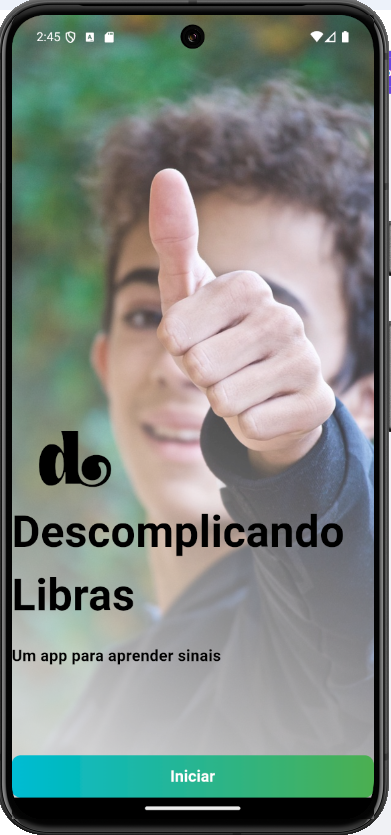 2:45
A
d
Descomplicando
Libras
Um app para aprender sinais
Iniciar